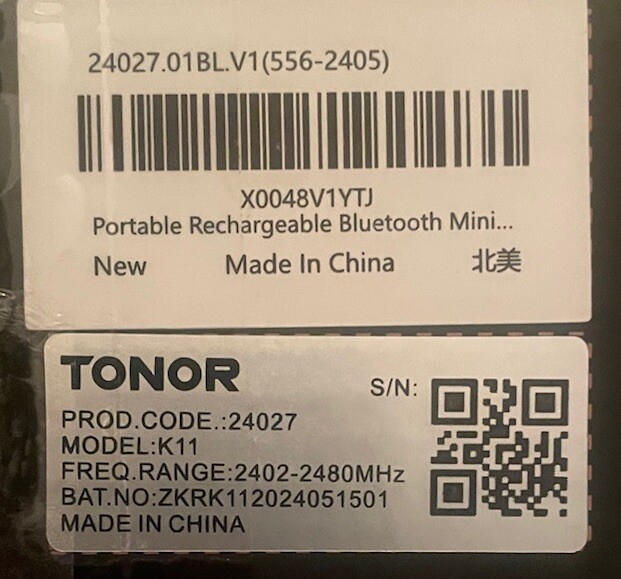 24027.01BL.V1(556-2405)
X0048V1YTJ
Portable Rechargeable Bluetooth Mini...
New Made In China 北美
TONOR
S/N:
PROD.CODE.:24027
MODEL:K11
FREQ.RANGE:2402-2480MHz
BAT.NO:ZKRK112024051501
MADE IN CHINA